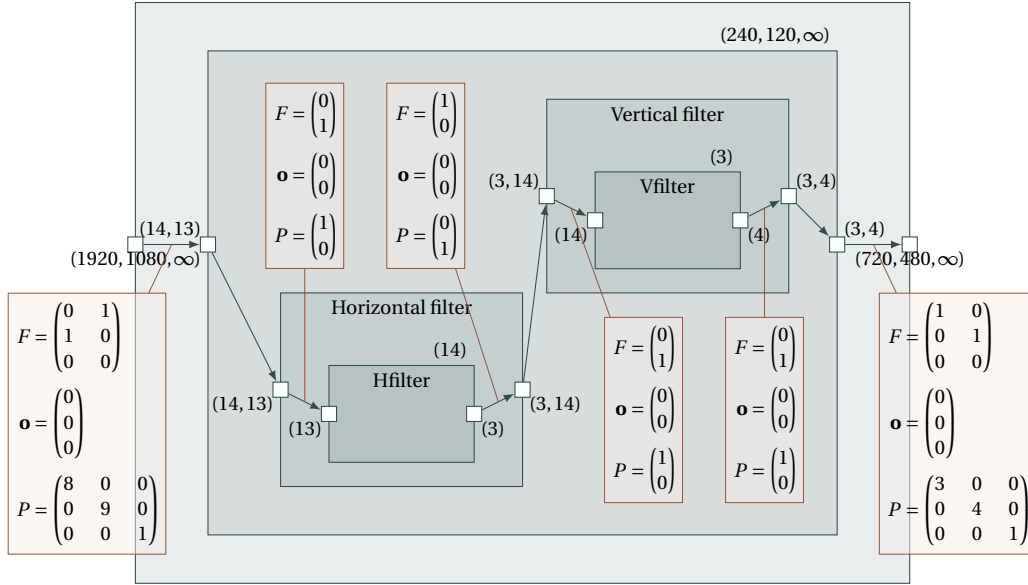 (240, 120, ∞)
F = (0 1)
o = (0 0)
P = (1 0)
F = (1 0)
o = (0 0)
P = (0 1)
Vertical filter
(3)
Vfilter
(3, 14)
(14)
(4)
(3, 4)
(14, 13)
(1920, 1080, ∞)
(3, 4)
(720, 480, ∞)
F = (0 1
1 0
0 0)
o = (0
0
0)
P = (8 0 0
0 9 0
0 0 1)
Horizontal filter
(14)
Hfilter
(14, 13)
(13)
(3)
(3, 14)
F = (0 1)
o = (0 0)
P = (1 0)
F = (0 1)
o = (0 0)
P = (1 0)
F = (1 0
0 1
0 0)
o = (0
0
0)
P = (3 0 0
0 4 0
0 0 1)